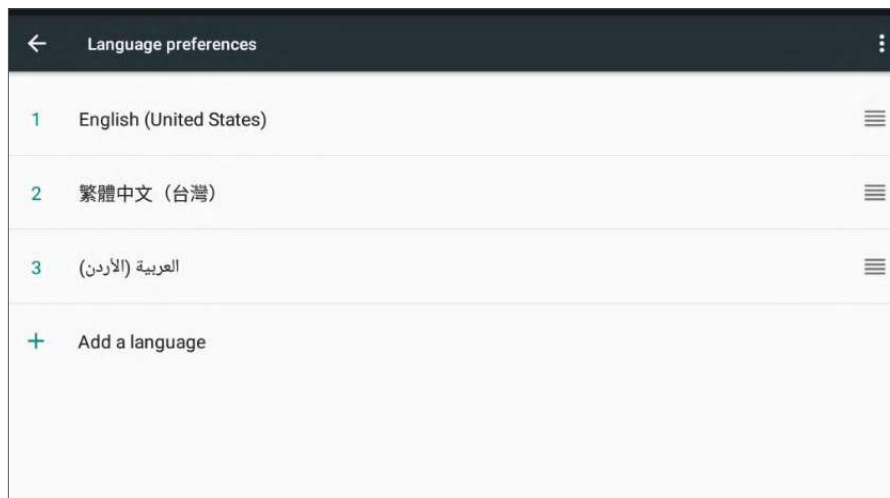 Language preferences
1 English (United States)
2 繁體中文（台灣）
3 العربية (الأردن)
+ Add a language